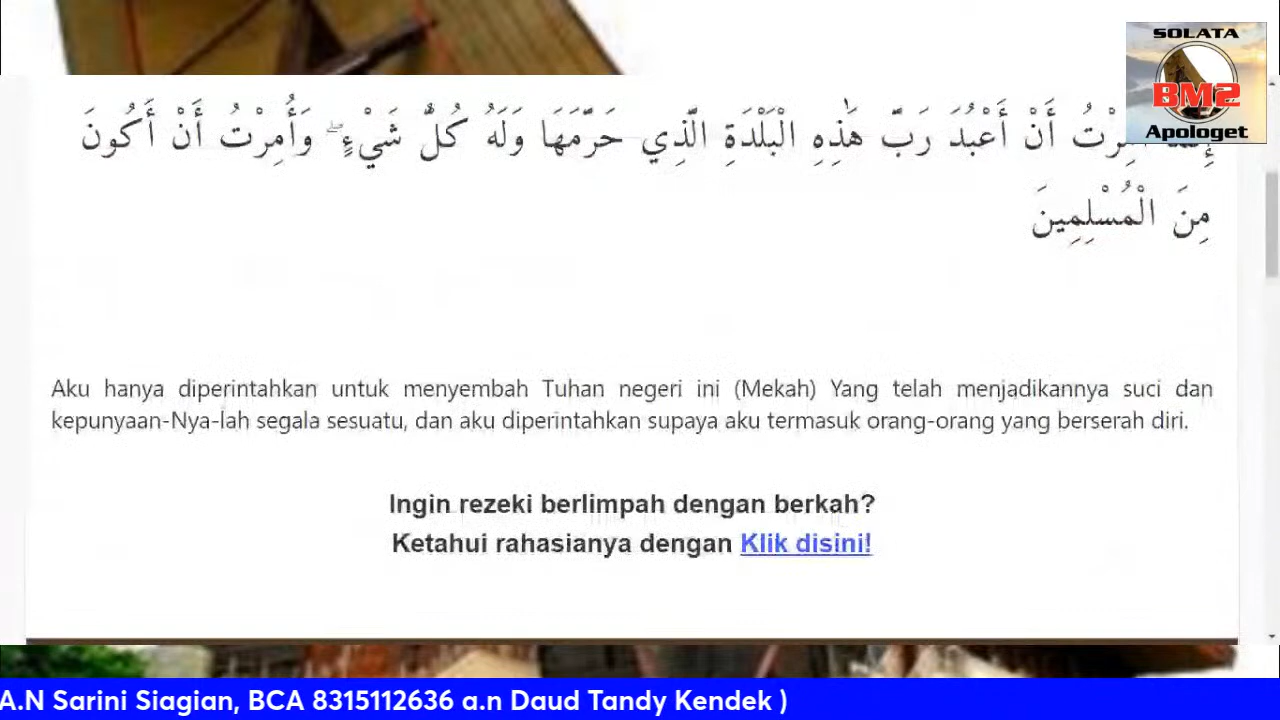 SOLATA
BM2
Apologet
أُمِرْتُ أَنْ أَعْبُدَ رَبَّ هَٰذِهِ الْبَلْدَةِ الَّذِي حَرَّمَهَا وَلَهُ كُلُّ شَيْءٍ ۖ وَأُمِرْتُ أَنْ أَكُونَ
مِنَ الْمُسْلِمِينَ
Aku hanya diperintahkan untuk menyembah Tuhan negeri ini (Mekah) Yang telah menjadikannya suci dan
kepunyaan-Nya-lah segala sesuatu, dan aku diperintahkan supaya aku termasuk orang-orang yang berserah diri.
Ingin rezeki berlimpah dengan berkah?
Ketahui rahasianya dengan Klik disini!
A.N Sarini Siagian, BCA 8315112636 a.n Daud Tandy Kendek )